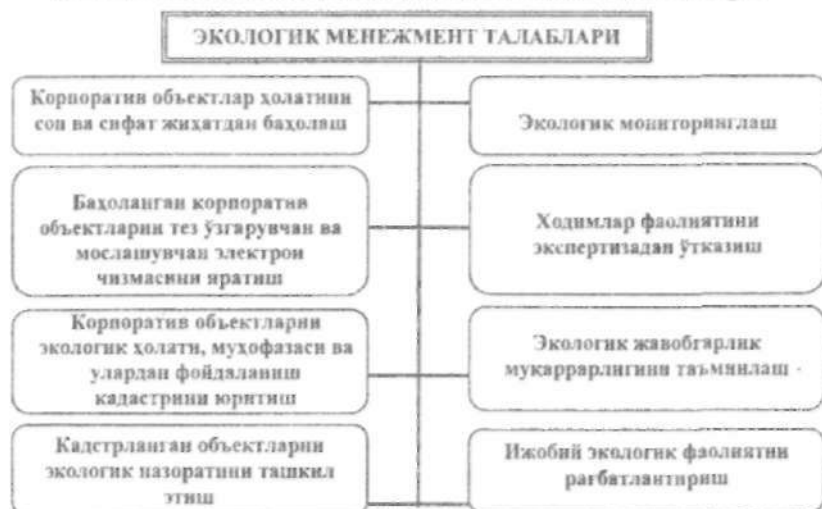 ЭКОЛОГИК МЕНЕЖМЕНТ ТАЛАБЛАРИ
Корпоратив объектлар ҳолатини
сон ва сифат жиҳатдан баҳолаш
Баҳоланган корпоратив
объектларни тез ўзгарувчан ва
мослашувчан электрон
чизмасини яратиш
Корпоратив объектларни
экологик ҳолати, муҳофазаси ва
улардан фойдаланиш
кадастрини юритиш
Кадстрланган объектларни
экологик назоратини ташкил
этиш
Экологик мониторинглаш
Ходимлар фаолиятини
экспертизадан ўтказиш
Экологик жавобгарлик
муқаррарлигини таъминлаш
Ижобий экологик фаолиятни
рағбатлантириш